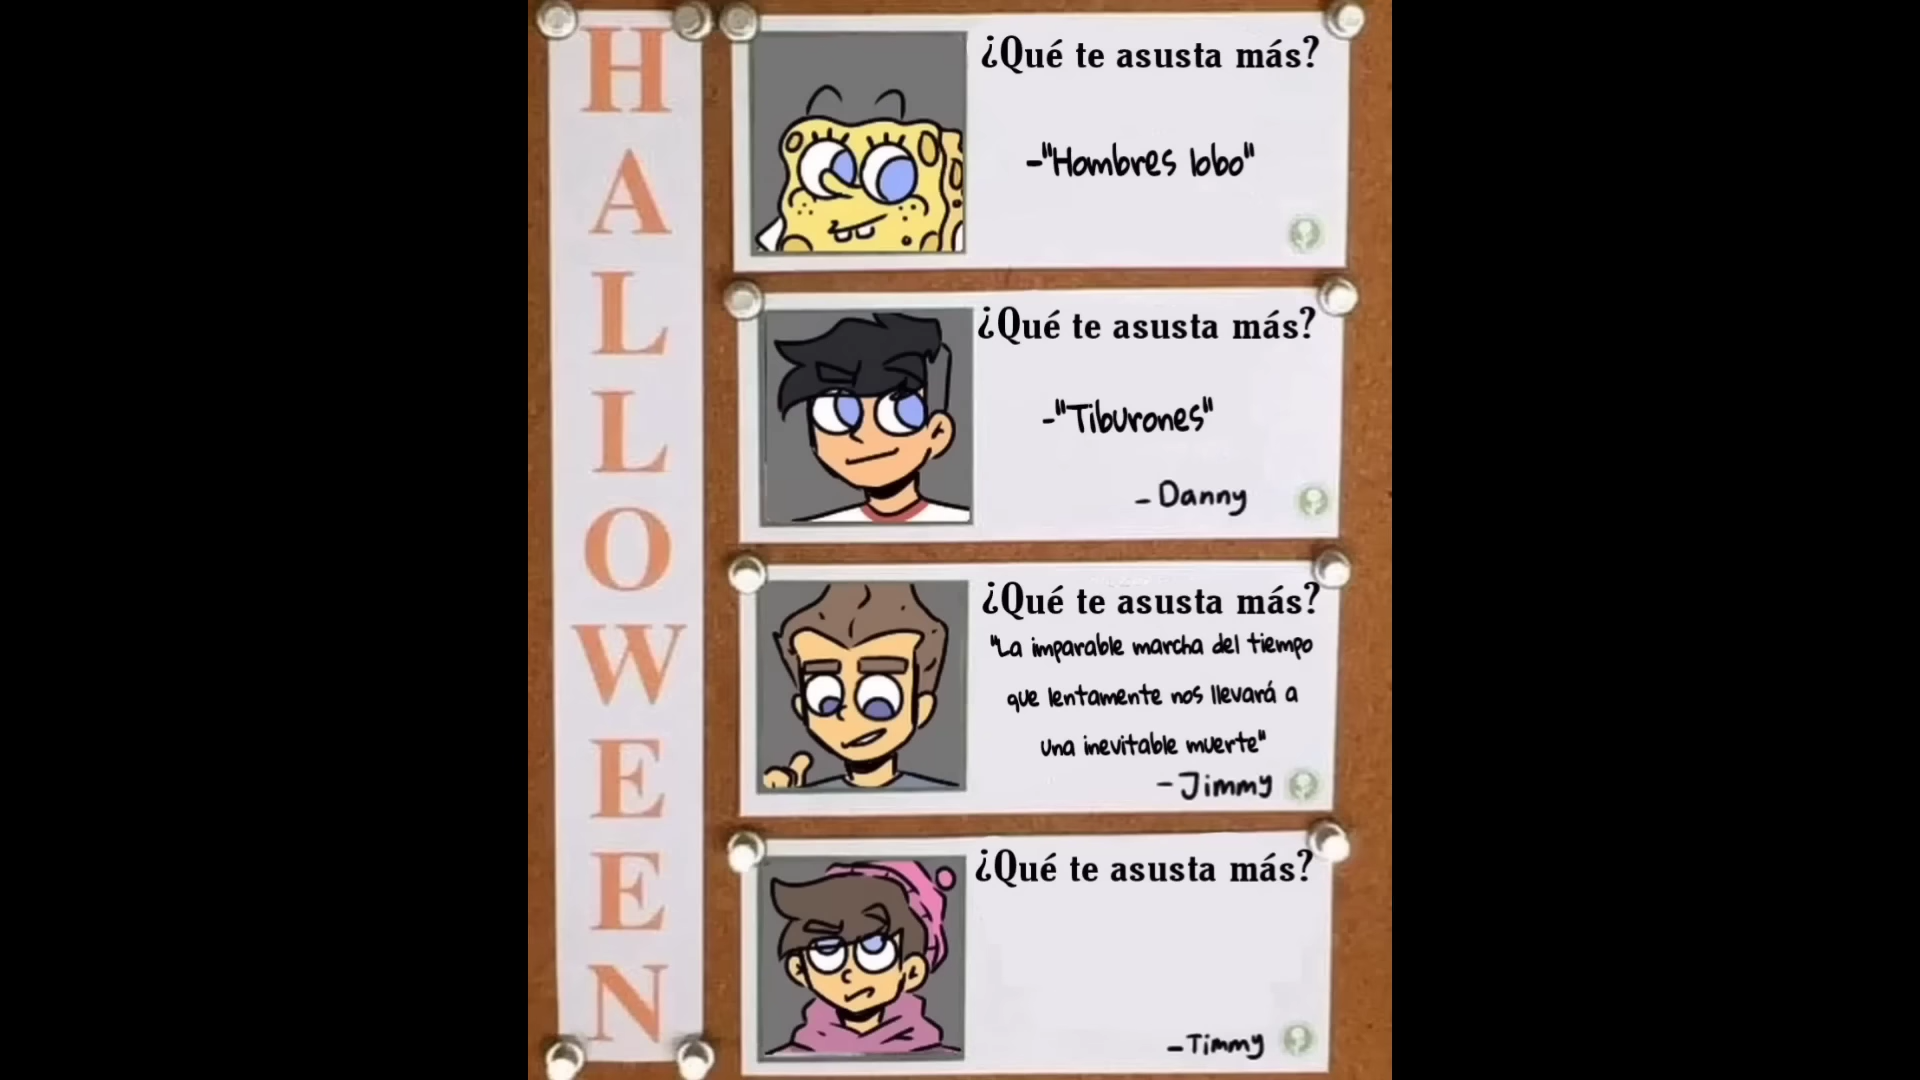 HALLOWEEN
¿Qué te asusta más?
-"Hombres lobo"
¿Qué te asusta más?
-"Tiburones"
- Danny
¿Qué te asusta más?
"La imparable marcha del tiempo
que lentamente nos llevará a
una inevitable muerte"
- Jimmy
¿Qué te asusta más?
-Timmy